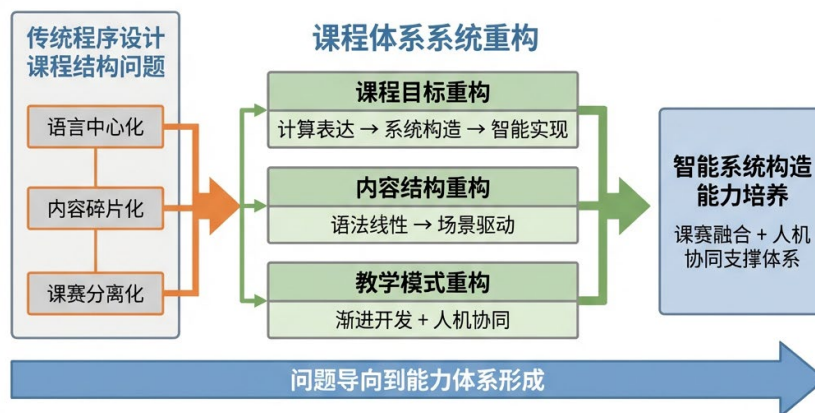 传统程序设计
课程结构问题
语言中心化
内容碎片化
课赛分离化
课程体系系统重构
课程目标重构
计算表达 → 系统构造 → 智能实现
内容结构重构
语法线性 → 场景驱动
教学模式重构
渐进开发 + 人机协同
智能系统构造
能力培养
课赛融合 + 人机
协同支撑体系
问题导向到能力体系形成